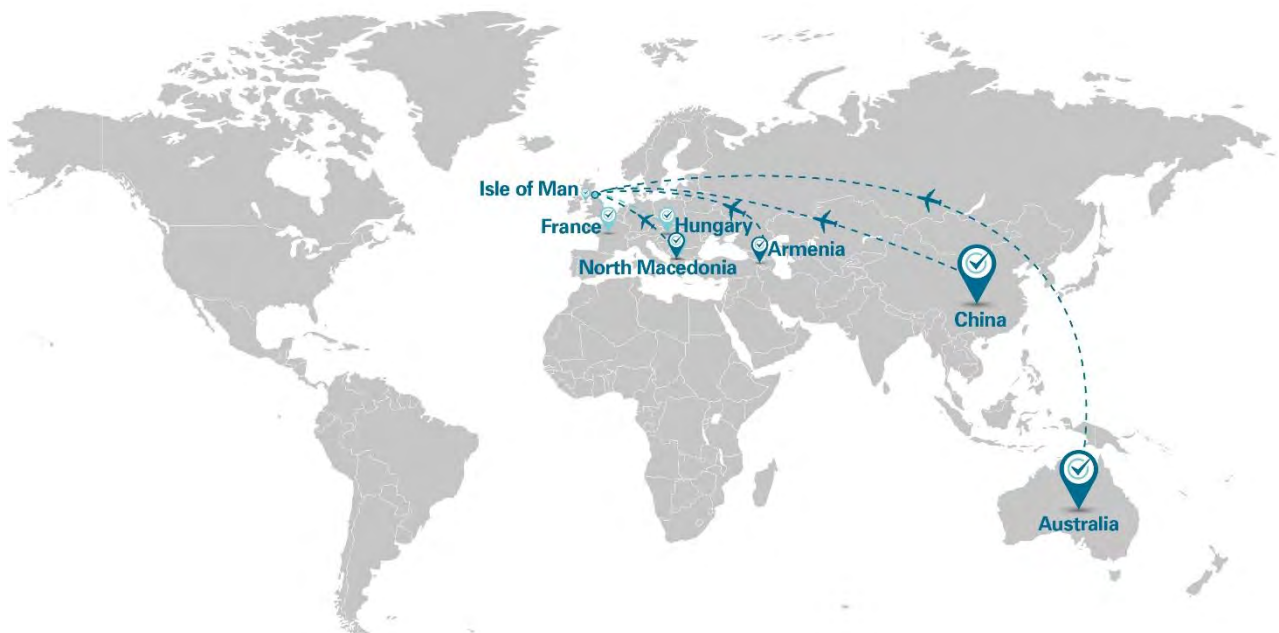 Isle of Man
France
Hungary
North Macedonia
Armenia
China
Australia